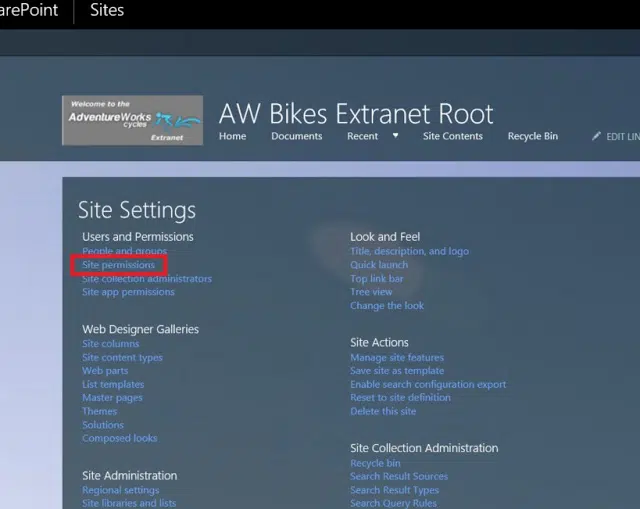 arePoint Sites
Welcome to the
AdventureWorks
cycles
Extranet
AW Bikes Extranet Root
Home Documents Recent ▼ Site Contents Recycle Bin EDIT LIN
Site Settings
Users and Permissions
People and groups
Site permissions
Site collection administrators
Site app permissions
Web Designer Galleries
Site columns
Site content types
Web parts
List templates
Master pages
Themes
Solutions
Composed looks
Site Administration
Regional settings
Site libraries and lists
Look and Feel
Title, description, and logo
Quick launch
Top link bar
Tree view
Change the look
Site Actions
Manage site features
Save site as template
Enable search configuration export
Reset to site definition
Delete this site
Site Collection Administration
Recycle bin
Search Result Sources
Search Result Types
Search Query Rules